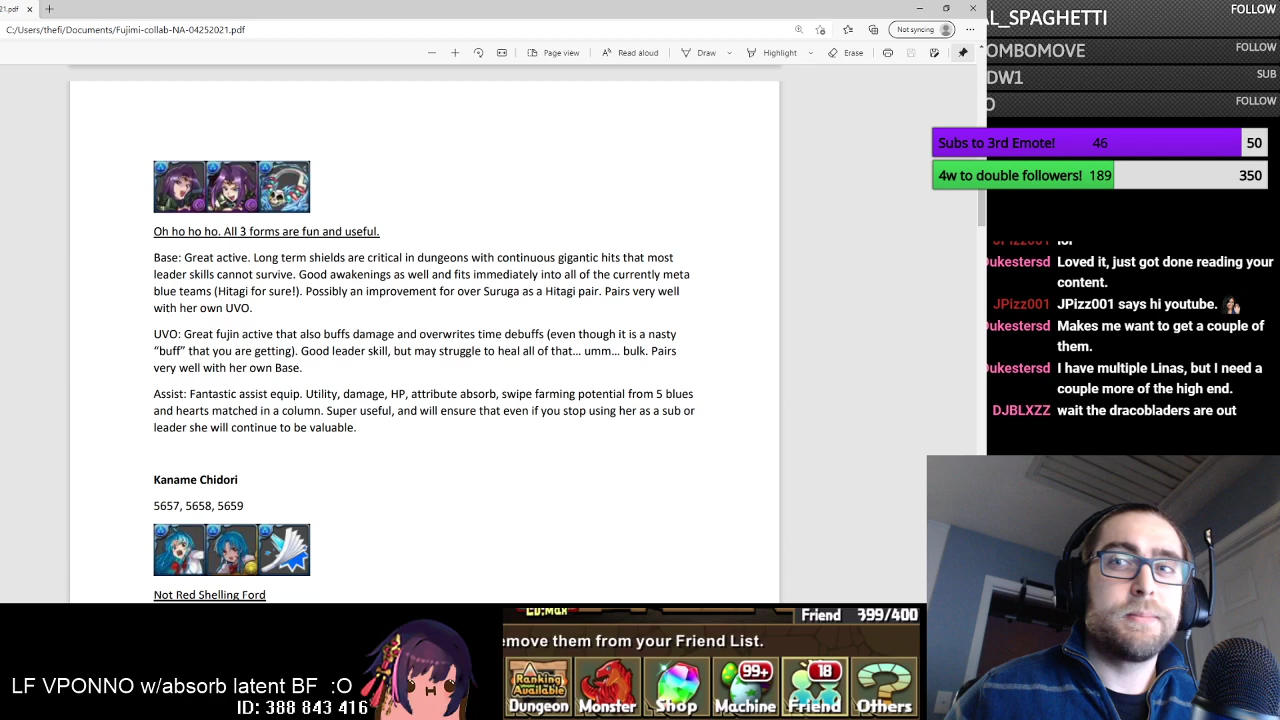 21.pdf
C:/Users/thefi/Documents/Fujimi-collab-NA-04252021.pdf
Not syncing
Page view
Read aloud
Draw
Highlight
Erase
Oh ho ho ho. All 3 forms are fun and useful.
Base: Great active. Long term shields are critical in dungeons with continuous gigantic hits that most
leader skills cannot survive. Good awakenings as well and fits immediately into all of the currently meta
blue teams (Hitagi for sure!). Possibly an improvement for over Suruga as a Hitagi pair. Pairs very well
with her own UVO.
UVO: Great fujin active that also buffs damage and overwrites time debuffs (even though it is a nasty
“buff” that you are getting). Good leader skill, but may struggle to heal all of that… umm… bulk. Pairs
very well with her own Base.
Assist: Fantastic assist equip. Utility, damage, HP, attribute absorb, swipe farming potential from 5 blues
and hearts matched in a column. Super useful, and will ensure that even if you stop using her as a sub or
leader she will continue to be valuable.
Kaname Chidori
5657, 5658, 5659
Not Red Shelling Ford
AL_SPAGHETTI FOLLOW
OMBOMOVE FOLLOW
DW1 SUB
O FOLLOW
Subs to 3rd Emote! 46 50
4w to double followers! 189 350
JPizz001 lol
Dukestersd Loved it, just got done reading your
content.
JPizz001 JPizz001 says hi youtube.
Dukestersd Makes me want to get a couple of
them.
Dukestersd I have multiple Linas, but I need a
couple more of the high end.
DJBLXZZ wait the dracobladers are out
LF VPONNO w/absorb latent BF :O
ID: 388 843 416
Friend 399/400
emove them from your Friend List.
Ranking
Available
99+
18
Dungeon
Monster
Shop
Machine
Friend
Others